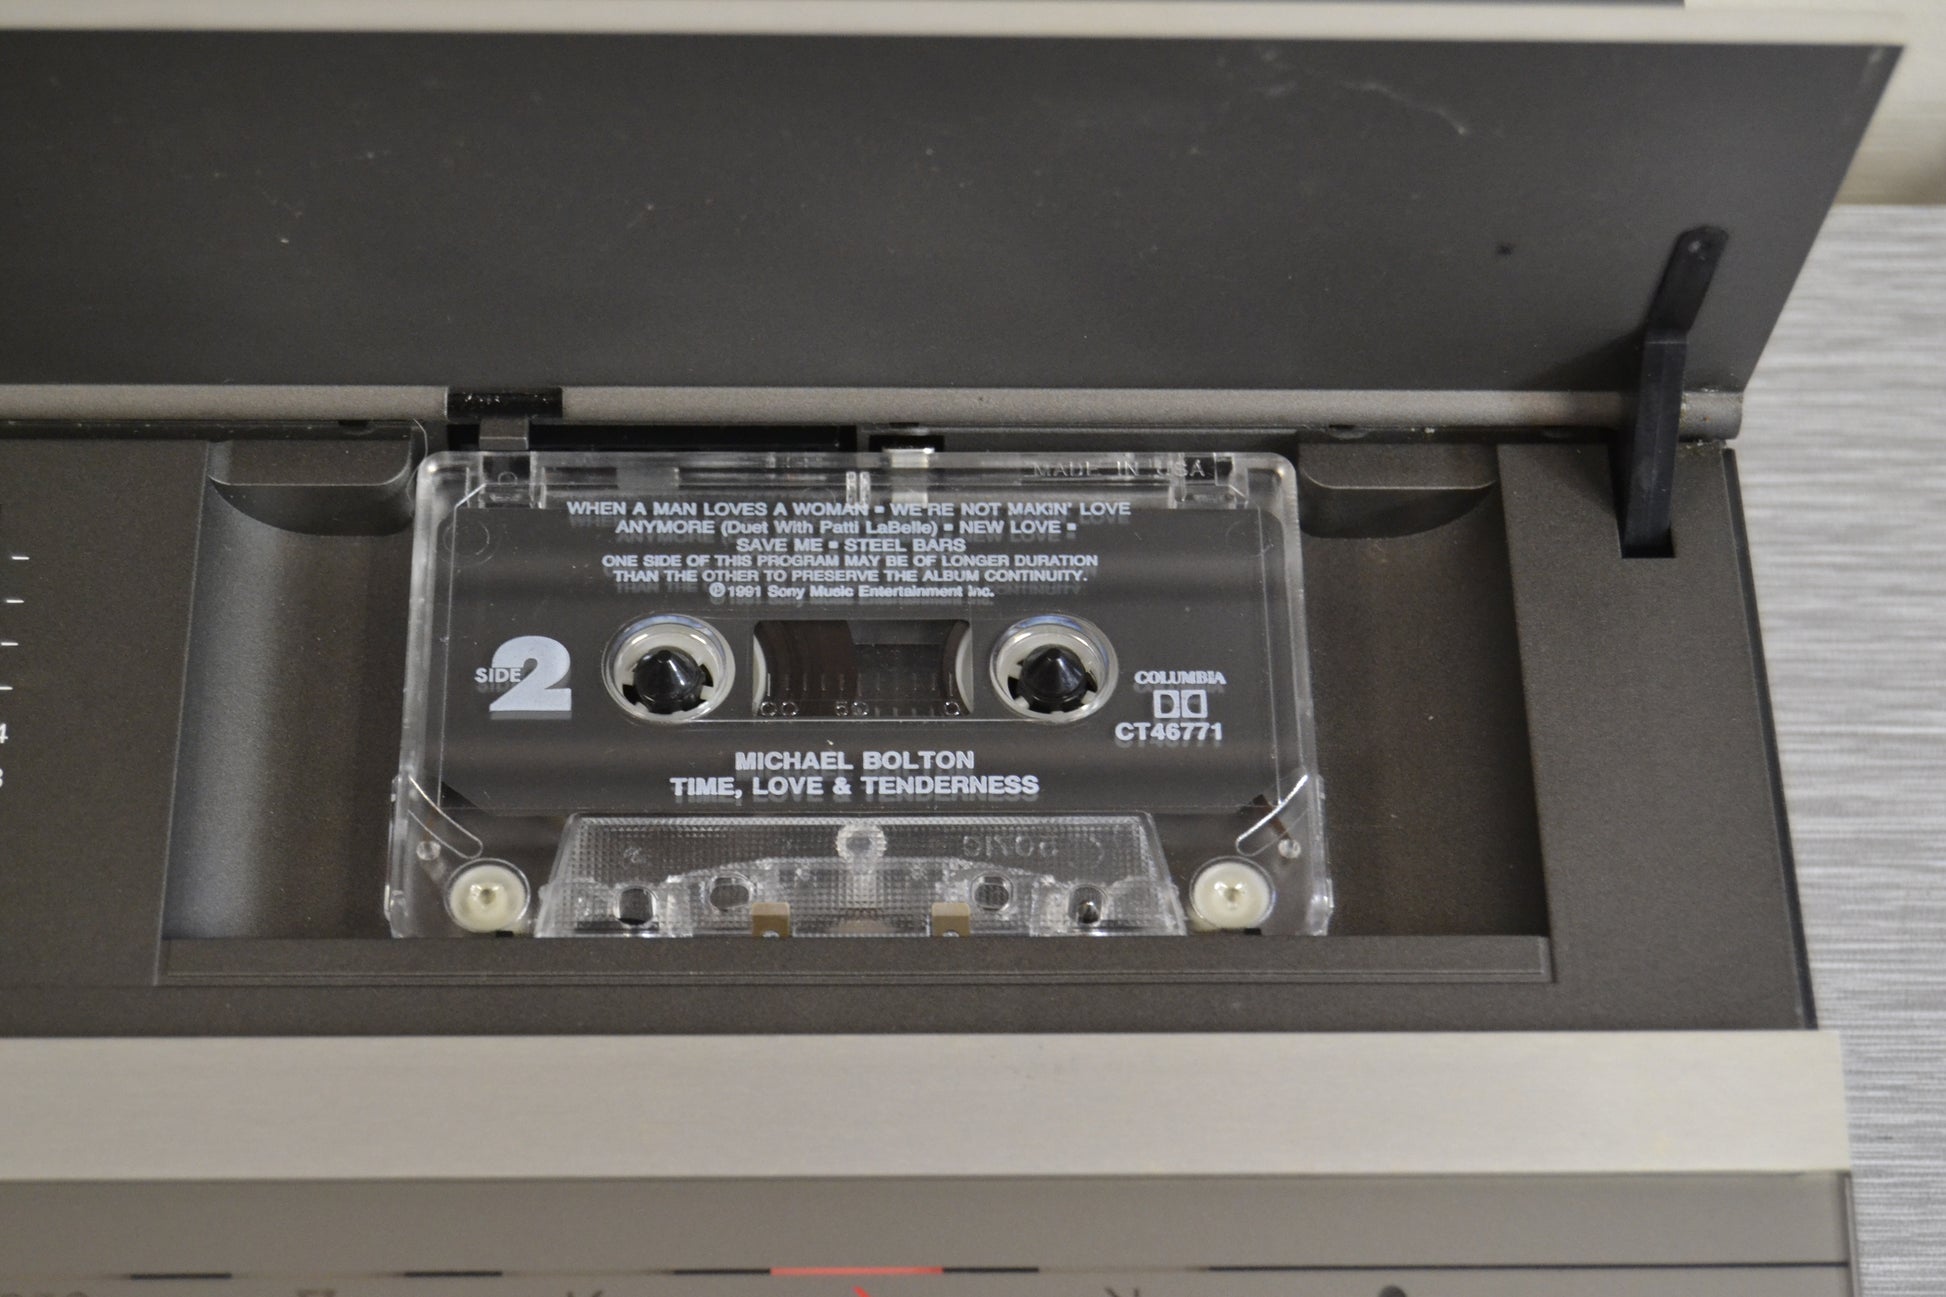 MADE IN USA
WHEN A MAN LOVES A WOMAN ▪ WE'RE NOT MAKIN' LOVE
ANYMORE (Duet With Patti LaBelle) ▪ NEW LOVE ▪
SAVE ME ▪ STEEL BARS
ONE SIDE OF THIS PROGRAM MAY BE OF LONGER DURATION
THAN THE OTHER TO PRESERVE THE ALBUM CONTINUITY.
℗1991 Sony Music Entertainment Inc.
SIDE 2
COLUMBIA
CT46771
MICHAEL BOLTON
TIME, LOVE & TENDERNESS